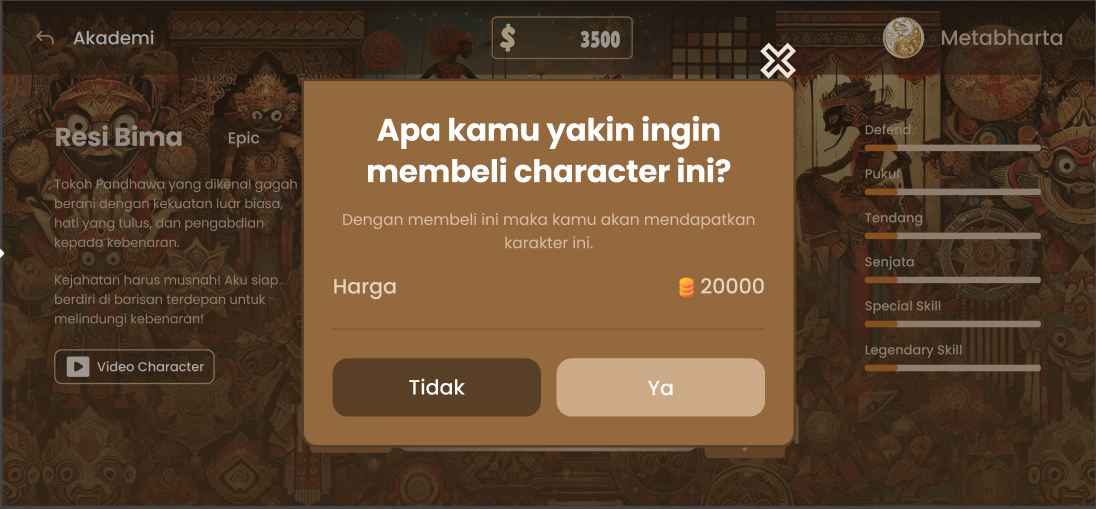 Akademi
$ 3500
Metabharta
Resi Bima
Epic
Tokoh Pandhawa yang dikenal gagah
berani dengan kekuatan luar biasa,
hati yang tulus, dan pengabdian
kepada kebenaran.
Kejahatan harus musnah! Aku siap
berdiri di barisan terdepan untuk
melindungi kebenaran!
Video Character
Apa kamu yakin ingin
membeli character ini?
Dengan membeli ini maka kamu akan mendapatkan
karakter ini.
Harga
20000
Tidak
Ya
Defend
Pukul
Tendang
Senjata
Special Skill
Legendary Skill